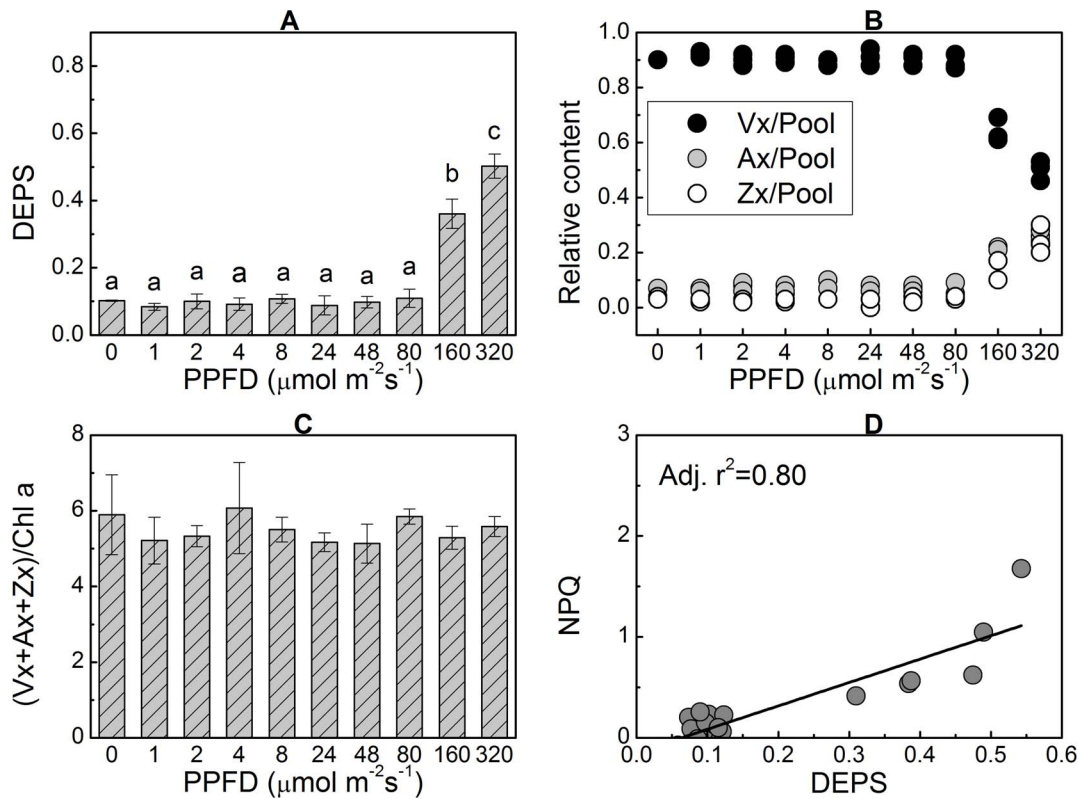 A
DEPS
0.8
0.6
0.4
0.2
0.0
a a a a a a a a b c
0 1 2 4 8 24 48 80 160 320
PPFD (μmol m⁻²s⁻¹)
B
Relative content
1.0
0.8
0.6
0.4
0.2
0.0
Vx/Pool
Ax/Pool
Zx/Pool
0 1 2 4 8 24 48 80 160 320
PPFD (μmol m⁻²s⁻¹)
C
(Vx+Ax+Zx)/Chl a
8
6
4
2
0
0 1 2 4 8 24 48 80 160 320
PPFD (μmol m⁻²s⁻¹)
D
NPQ
3
2
1
0
Adj. r²=0.80
0.0 0.1 0.2 0.3 0.4 0.5 0.6
DEPS